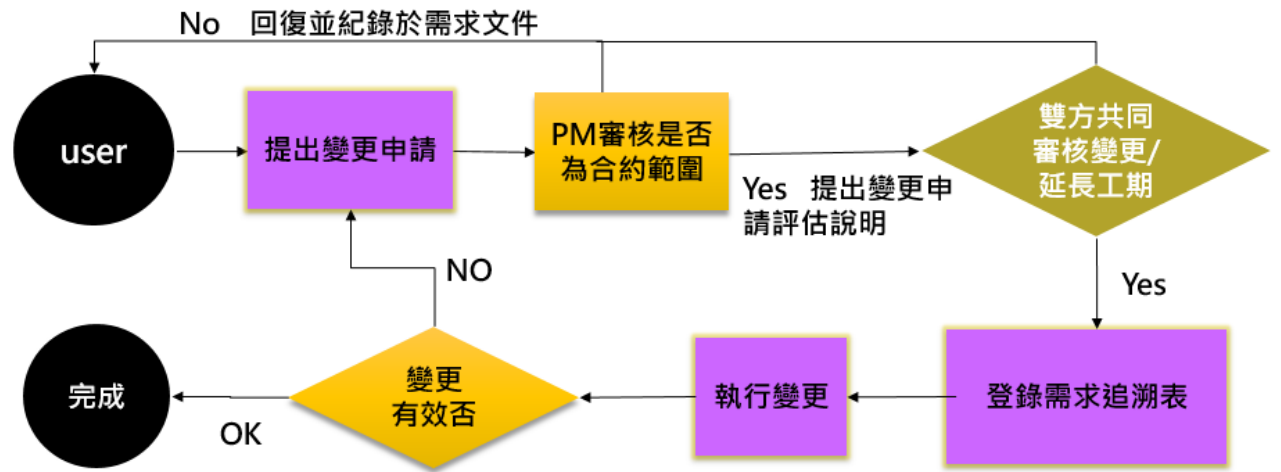 No 回復並紀錄於需求文件
user
提出變更申請
PM審核是否
為合約範圍
Yes 提出變更申
請評估說明
雙方共同
審核變更/
延長工期
Yes
登錄需求追溯表
執行變更
變更
有效否
NO
OK
完成